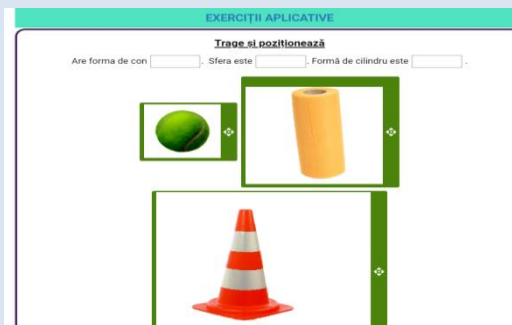 EXERCIȚII APLICATIVE
Trage și poziționează
Are forma de con . Sfera este . Formă de cilindru este .